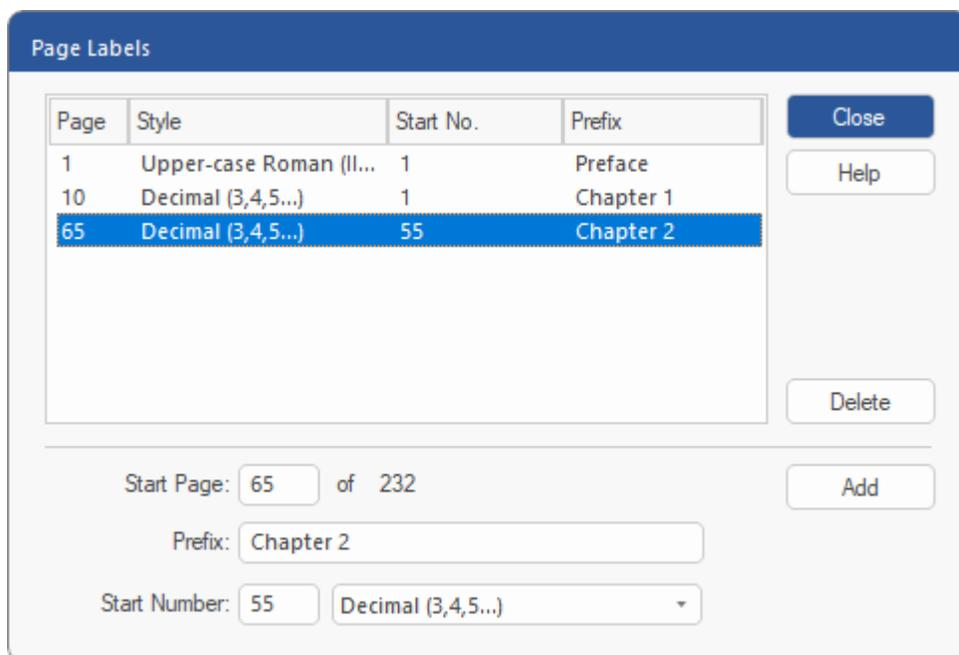 Page Labels
Page Style Start No. Prefix Close
1 Upper-case Roman (II... 1 Preface Help
10 Decimal (3,4,5...) 1 Chapter 1
65 Decimal (3,4,5...) 55 Chapter 2
Delete
Start Page: 65 of 232 Add
Prefix: Chapter 2
Start Number: 55 Decimal (3,4,5...)